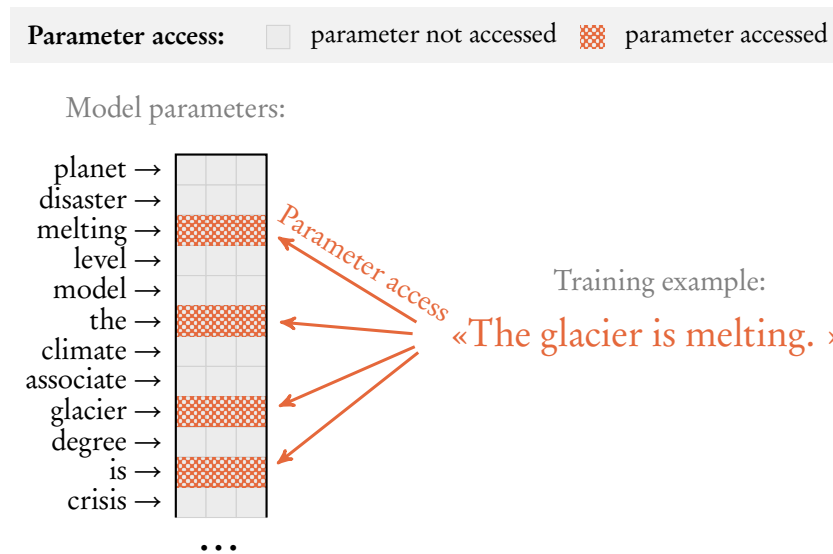 Parameter access: parameter not accessed parameter accessed
Model parameters:
planet →
disaster →
melting →
level →
model →
the →
climate →
associate →
glacier →
degree →
is →
crisis →
...
Parameter access
Training example:
«The glacier is melting. »